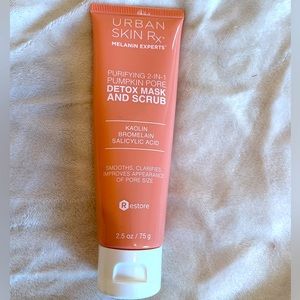 URBAN
SKIN Rx®
MELANIN EXPERTS™
PURIFYING 2-IN-1
PUMPKIN PORE
DETOX MASK
AND SCRUB
KAOLIN
BROMELAIN
SALICYLIC ACID
SMOOTHS, CLARIFIES,
IMPROVES APPEARANCE
OF PORE SIZE
Restore
2.5 oz / 75 g